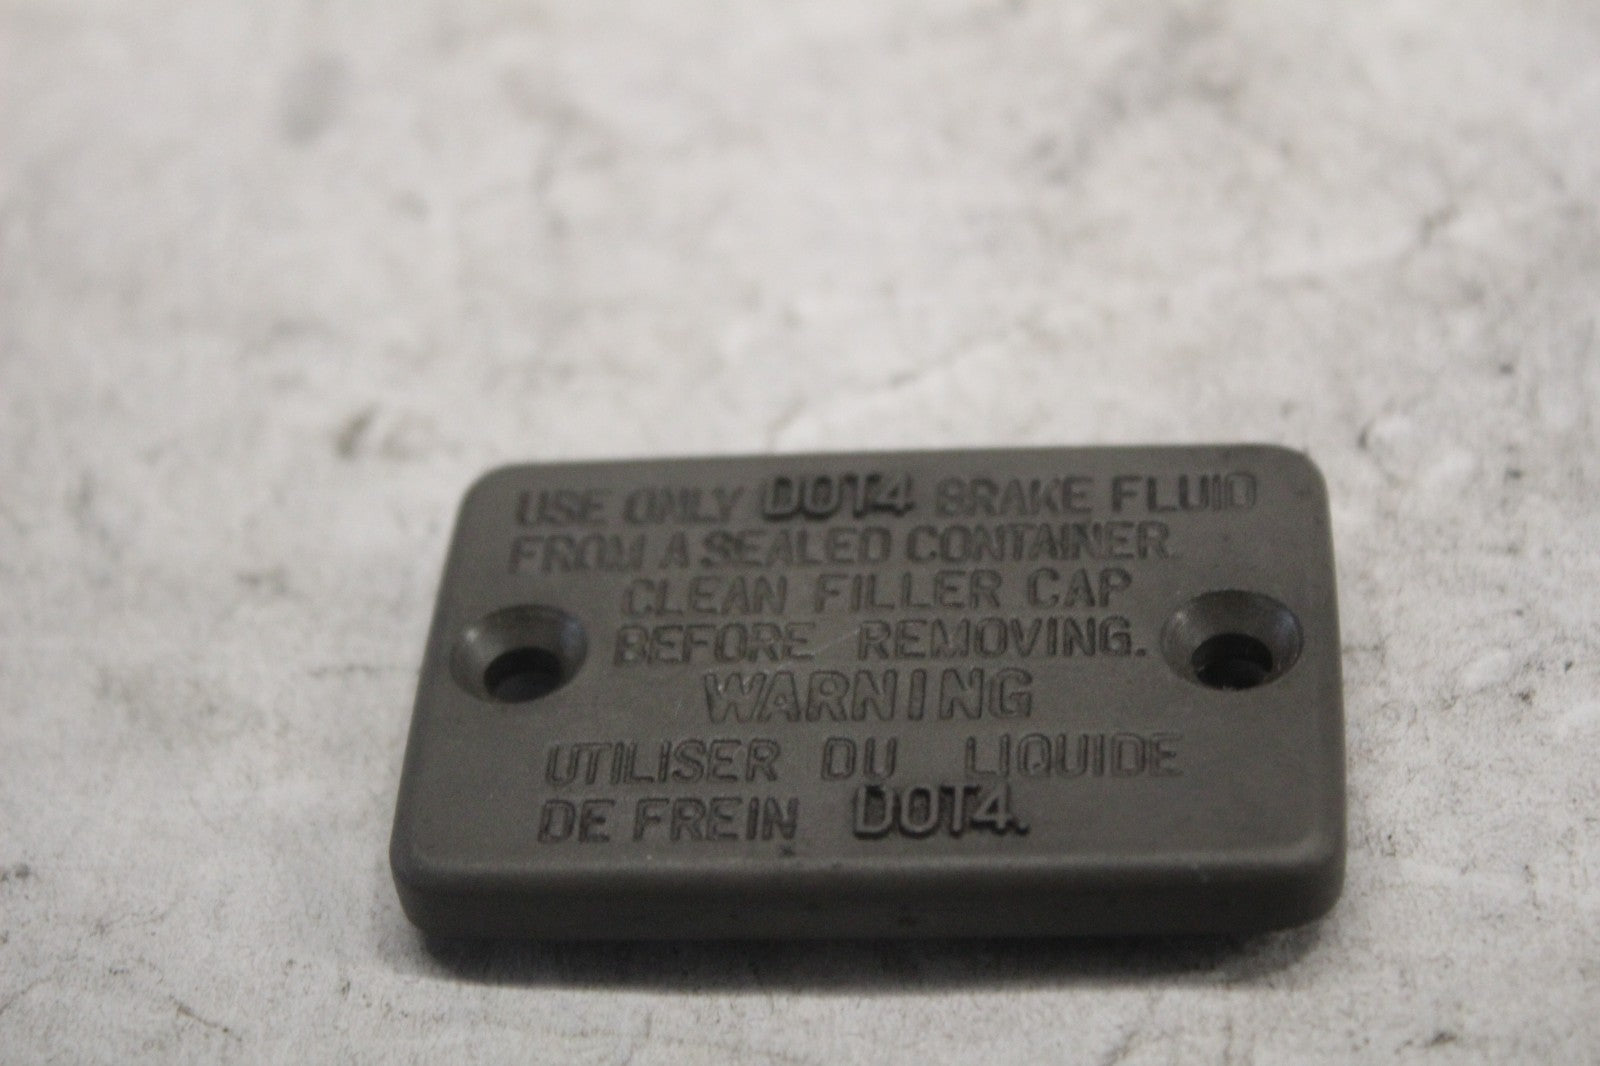 USE ONLY DOT4 BRAKE FLUID
FROM A SEALED CONTAINER.
CLEAN FILLER CAP
BEFORE REMOVING.
WARNING
UTILISER DU LIQUIDE
DE FREIN DOT4.